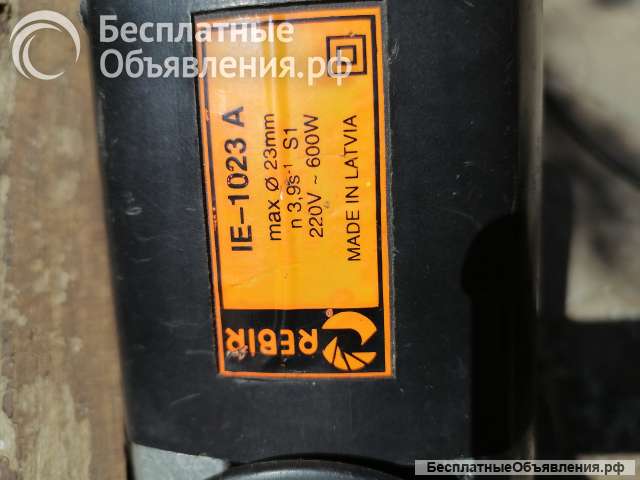 Бесплатные
Объявления.рф
IE-1023 A
max ø 23mm
n 3,9s⁻¹ S1
220V ~ 600W
MADE IN LATVIA
REBIR
БесплатныеОбъявления.рф